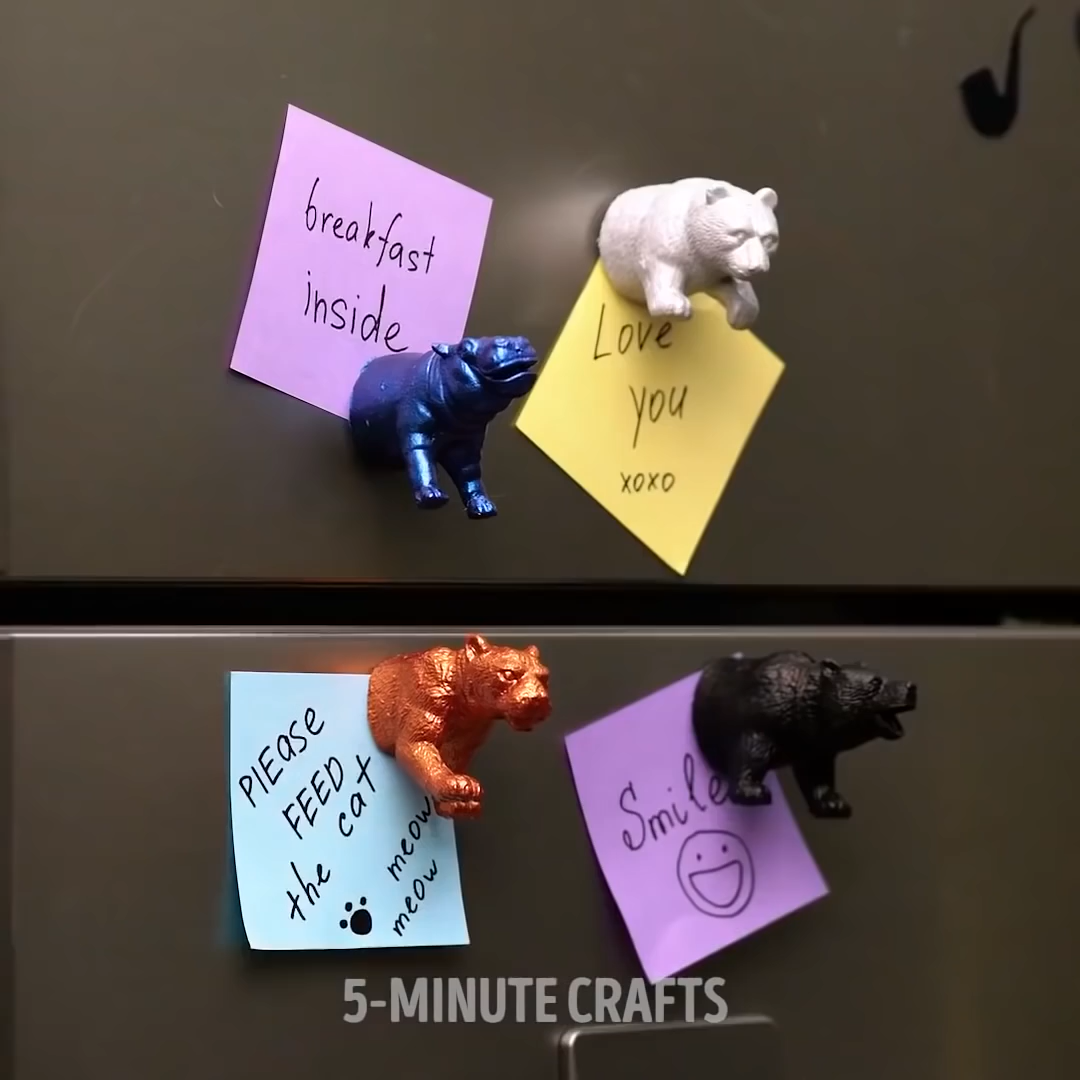 breakfast
inside
Love
you
xoxo
PlEase
FEED
the cat
meow
meow
Smile
5-MINUTE CRAFTS